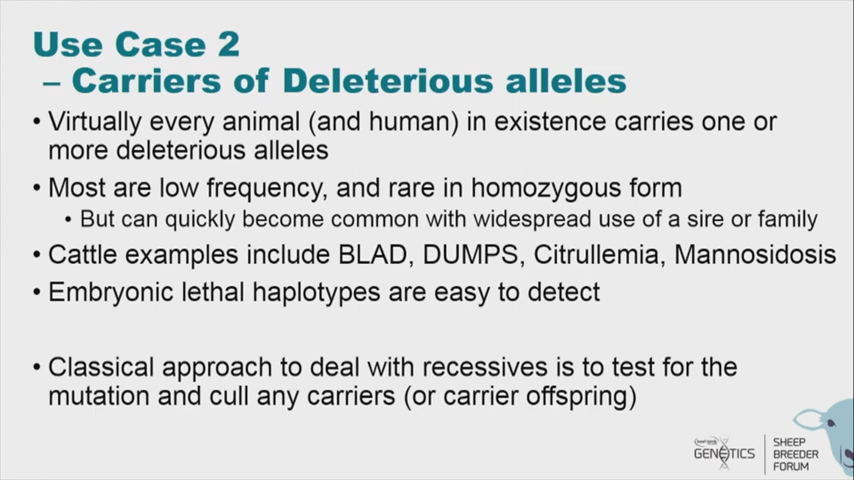 Use Case 2
– Carriers of Deleterious alleles
• Virtually every animal (and human) in existence carries one or
more deleterious alleles
• Most are low frequency, and rare in homozygous form
• But can quickly become common with widespread use of a sire or family
• Cattle examples include BLAD, DUMPS, Citrullemia, Mannosidosis
• Embryonic lethal haplotypes are easy to detect
• Classical approach to deal with recessives is to test for the
mutation and cull any carriers (or carrier offspring)
GENETICS
SHEEP
BREEDER
FORUM